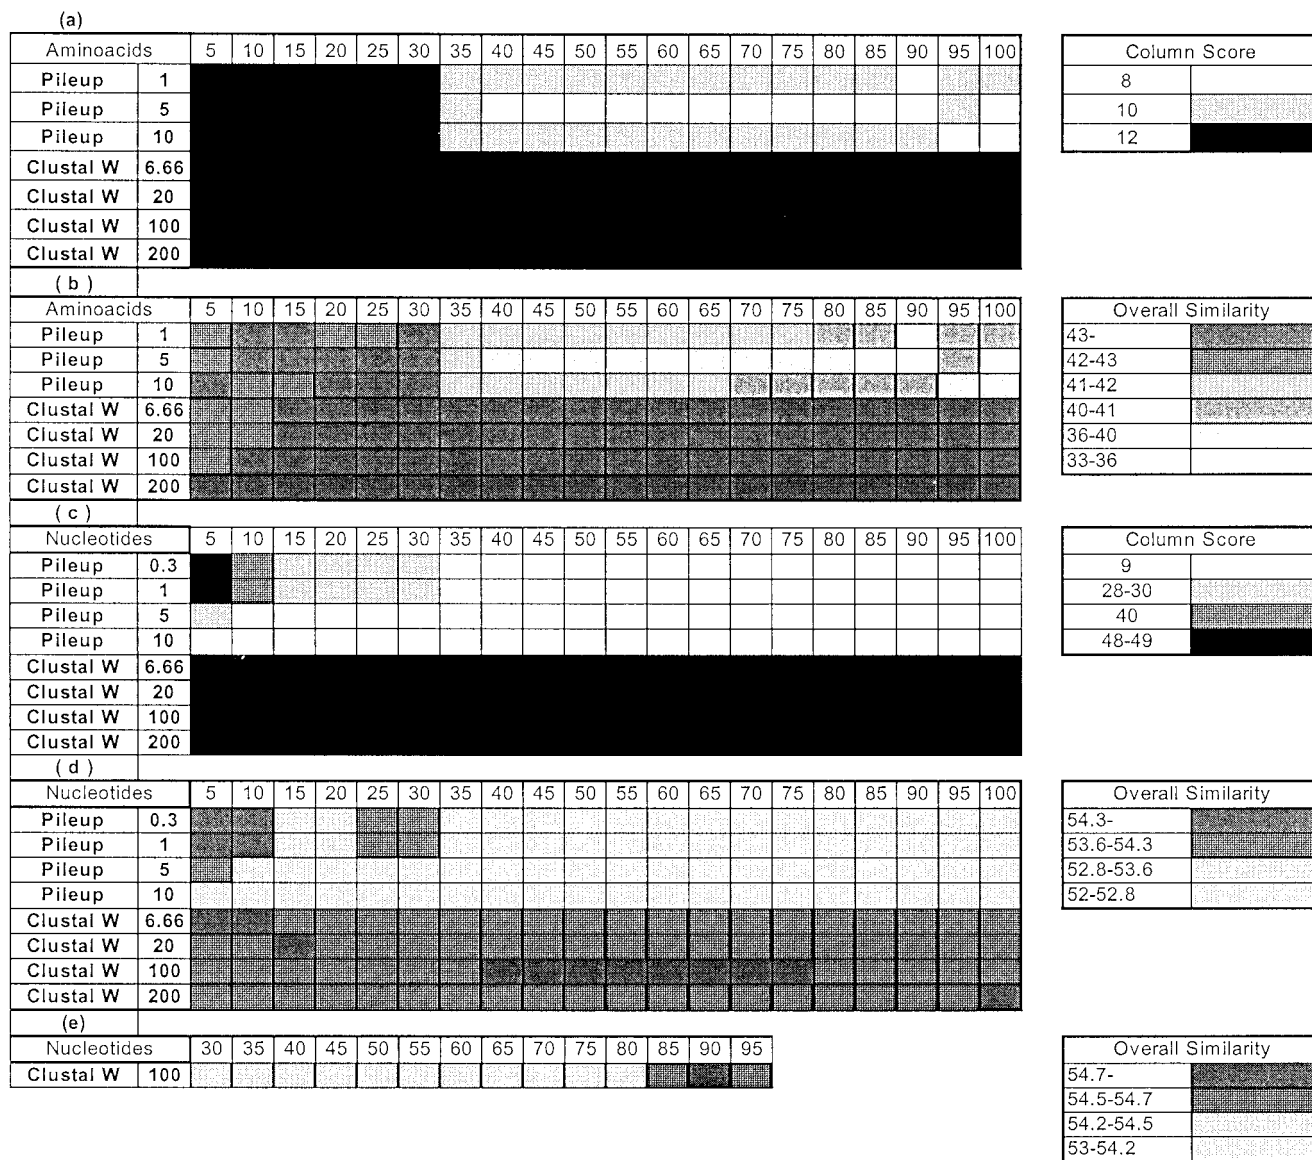 (a)
Aminoacids 5 10 15 20 25 30 35 40 45 50 55 60 65 70 75 80 85 90 95 100
Pileup 1
Pileup 5
Pileup 10
Clustal W 6.66
Clustal W 20
Clustal W 100
Clustal W 200
Column Score
8
10
12
(b)
Aminoacids 5 10 15 20 25 30 35 40 45 50 55 60 65 70 75 80 85 90 95 100
Pileup 1
Pileup 5
Pileup 10
Clustal W 6.66
Clustal W 20
Clustal W 100
Clustal W 200
Overall Similarity
43-
42-43
41-42
40-41
36-40
33-36
(c)
Nucleotides 5 10 15 20 25 30 35 40 45 50 55 60 65 70 75 80 85 90 95 100
Pileup 0.3
Pileup 1
Pileup 5
Pileup 10
Clustal W 6.66
Clustal W 20
Clustal W 100
Clustal W 200
Column Score
9
28-30
40
48-49
(d)
Nucleotides 5 10 15 20 25 30 35 40 45 50 55 60 65 70 75 80 85 90 95 100
Pileup 0.3
Pileup 1
Pileup 5
Pileup 10
Clustal W 6.66
Clustal W 20
Clustal W 100
Clustal W 200
Overall Similarity
54.3-
53.6-54.3
52.8-53.6
52-52.8
(e)
Nucleotides 30 35 40 45 50 55 60 65 70 75 80 85 90 95
Clustal W 100
Overall Similarity
54.7-
54.5-54.7
54.2-54.5
53-54.2